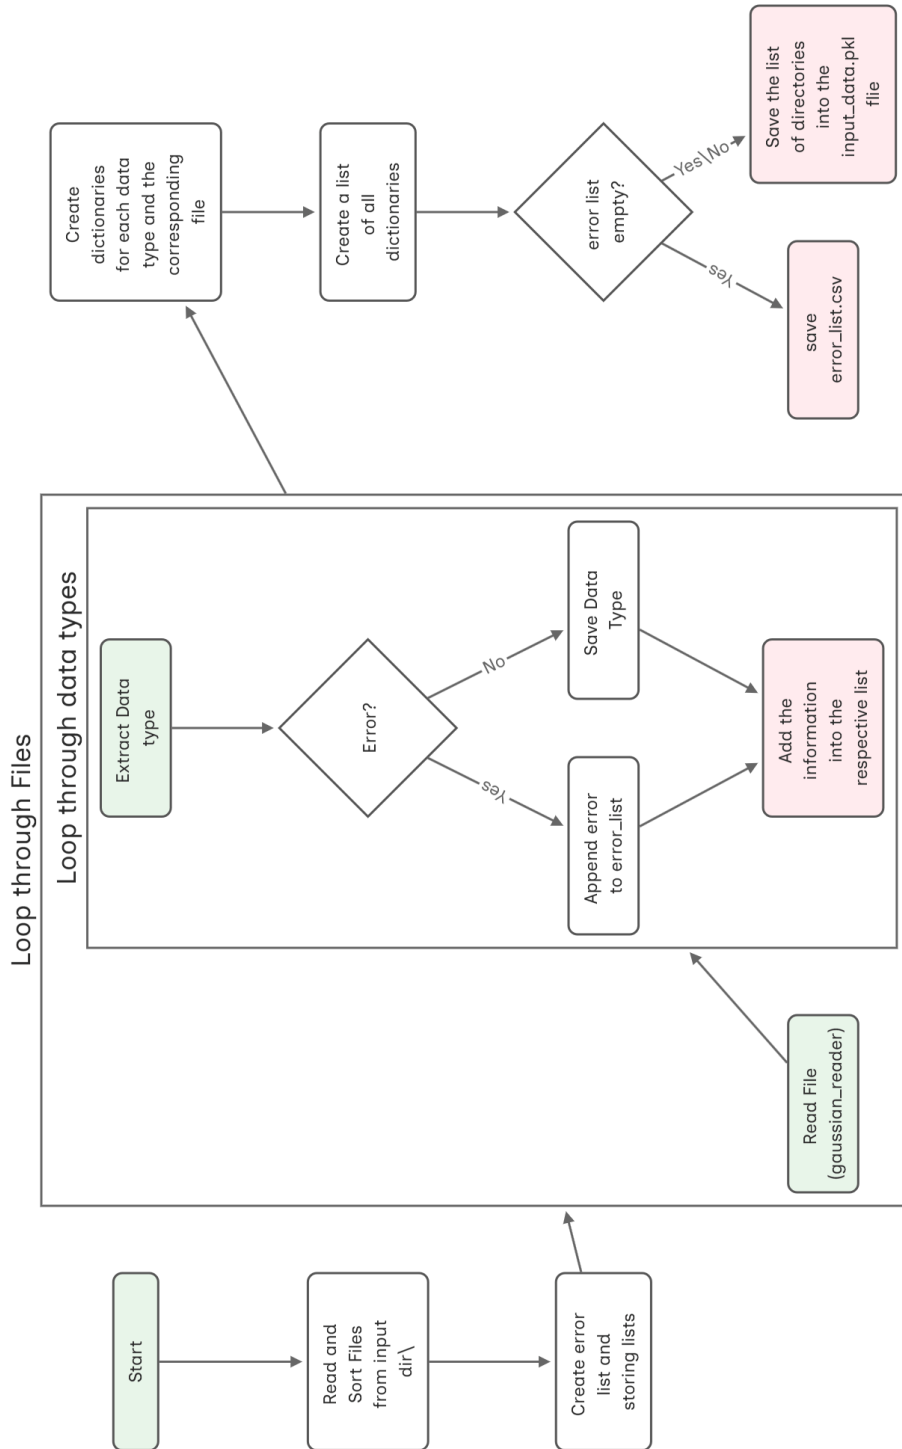 Start
Read and
Sort Files
from input
dir\
Create error
list and
storing lists
Loop through Files
Read File
(gaussian_reader)
Loop through data types
Extract Data
type
Error?
Yes
No
Append error
to error_list
Save Data
Type
Add the
information
into the
respective list
Create
dictionaries
for each data
type and the
corresponding
file
Create a list
of all
dictionaries
error list
empty?
Yes
Yes\No
save
error_list.csv
Save the list
of directories
into the
input_data.pkl
flie